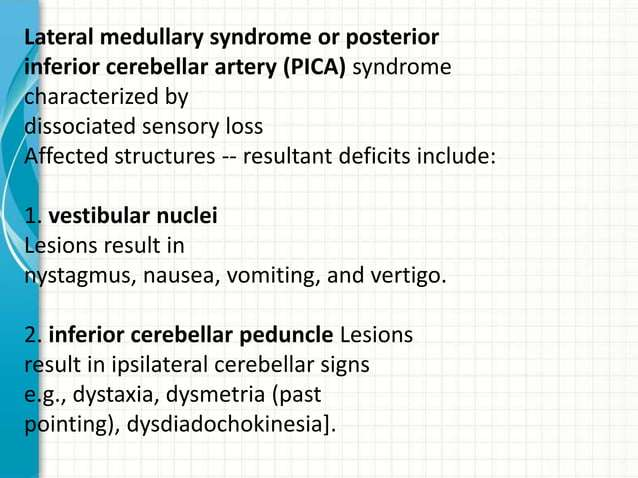 Lateral medullary syndrome or posterior
inferior cerebellar artery (PICA) syndrome
characterized by
dissociated sensory loss
Affected structures -- resultant deficits include:
1. vestibular nuclei
Lesions result in
nystagmus, nausea, vomiting, and vertigo.
2. inferior cerebellar peduncle Lesions
result in ipsilateral cerebellar signs
e.g., dystaxia, dysmetria (past
pointing), dysdiadochokinesia].